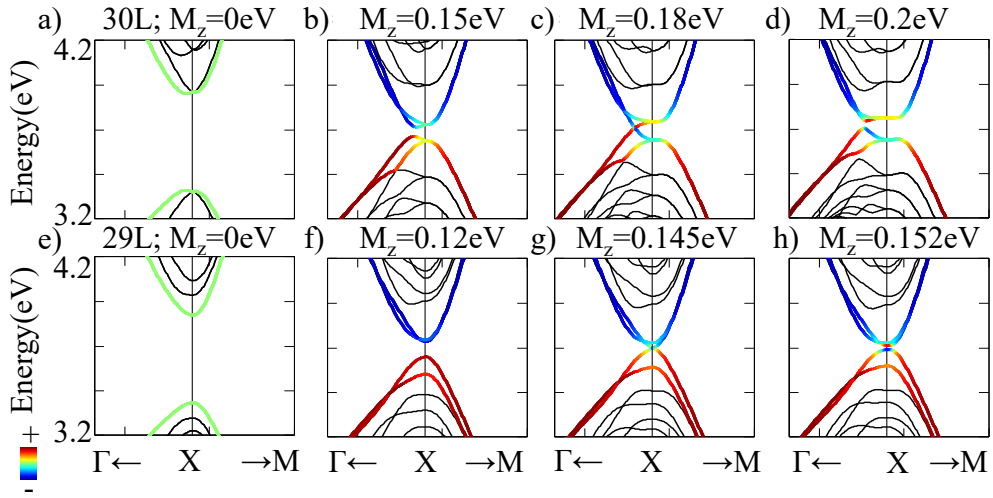 a) 30L; M_z=0eV b) M_z=0.15eV c) M_z=0.18eV d) M_z=0.2eV
4.2
Energy(eV)
3.2
e) 29L; M_z=0eV f) M_z=0.12eV g) M_z=0.145eV h) M_z=0.152eV
4.2
Energy(eV)
3.2
+
-
Γ← X →M Γ← X →M Γ← X →M Γ← X →M